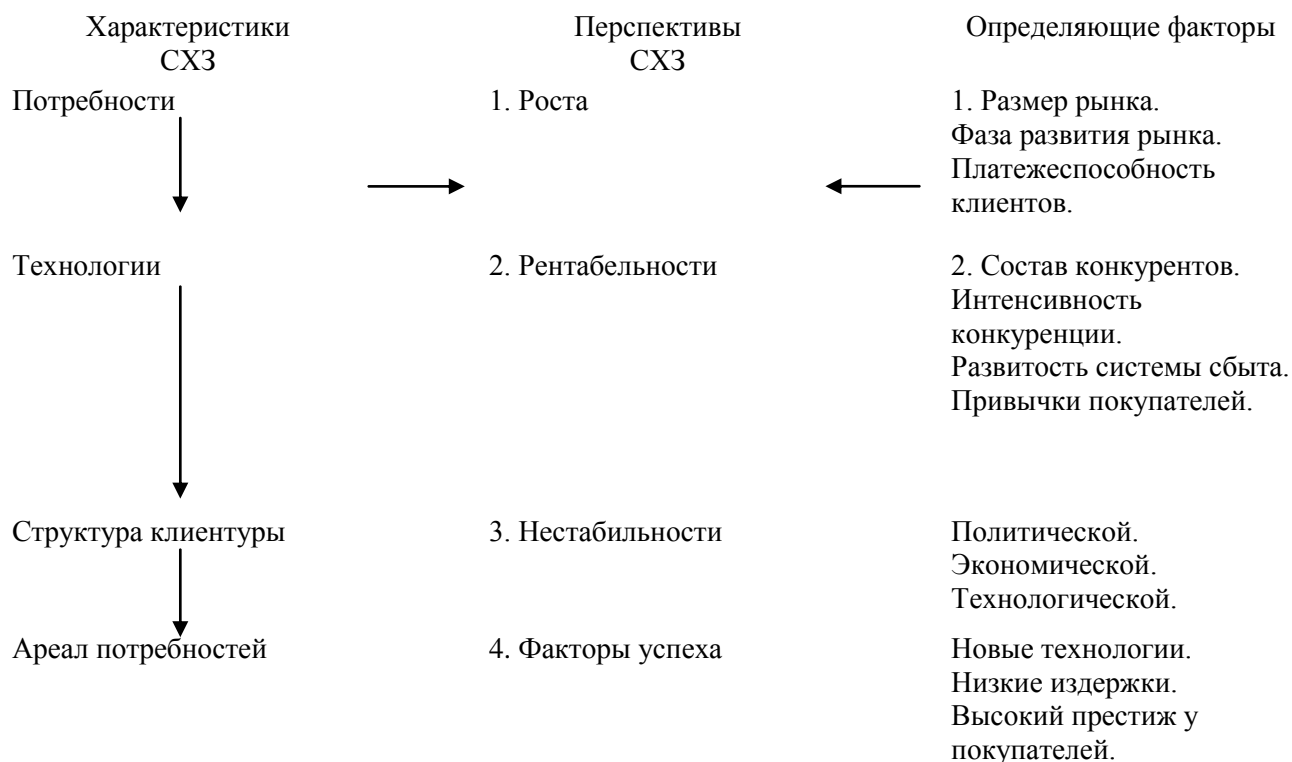 Характеристики СХЗ
Перспективы СХЗ
Определяющие факторы
Потребности
1. Роста
1. Размер рынка.
Фаза развития рынка.
Платежеспособность
клиентов.
Технологии
2. Рентабельности
2. Состав конкурентов.
Интенсивность
конкуренции.
Развитость системы сбыта.
Привычки покупателей.
Структура клиентуры
3. Нестабильности
Политической.
Экономической.
Технологической.
Ареал потребностей
4. Факторы успеха
Новые технологии.
Низкие издержки.
Высокий престиж у
покупателей.